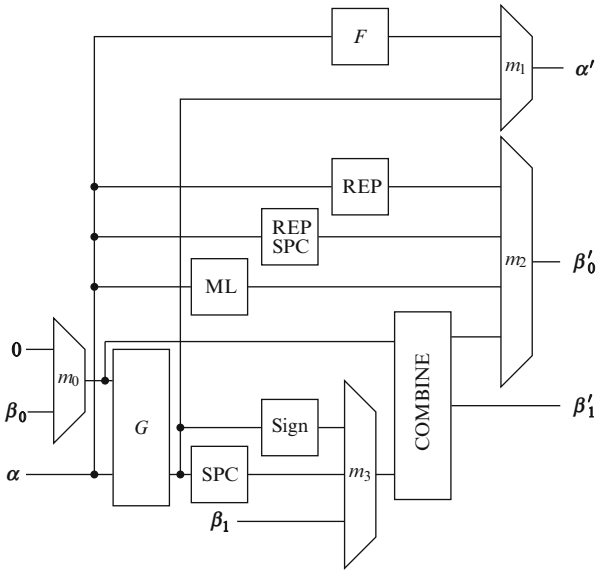 F
m₁
α′
REP
REP
SPC
m₂
β′₀
ML
0
m₀
β₀
G
COMBINE
β′₁
Sign
α
SPC
m₃
β₁